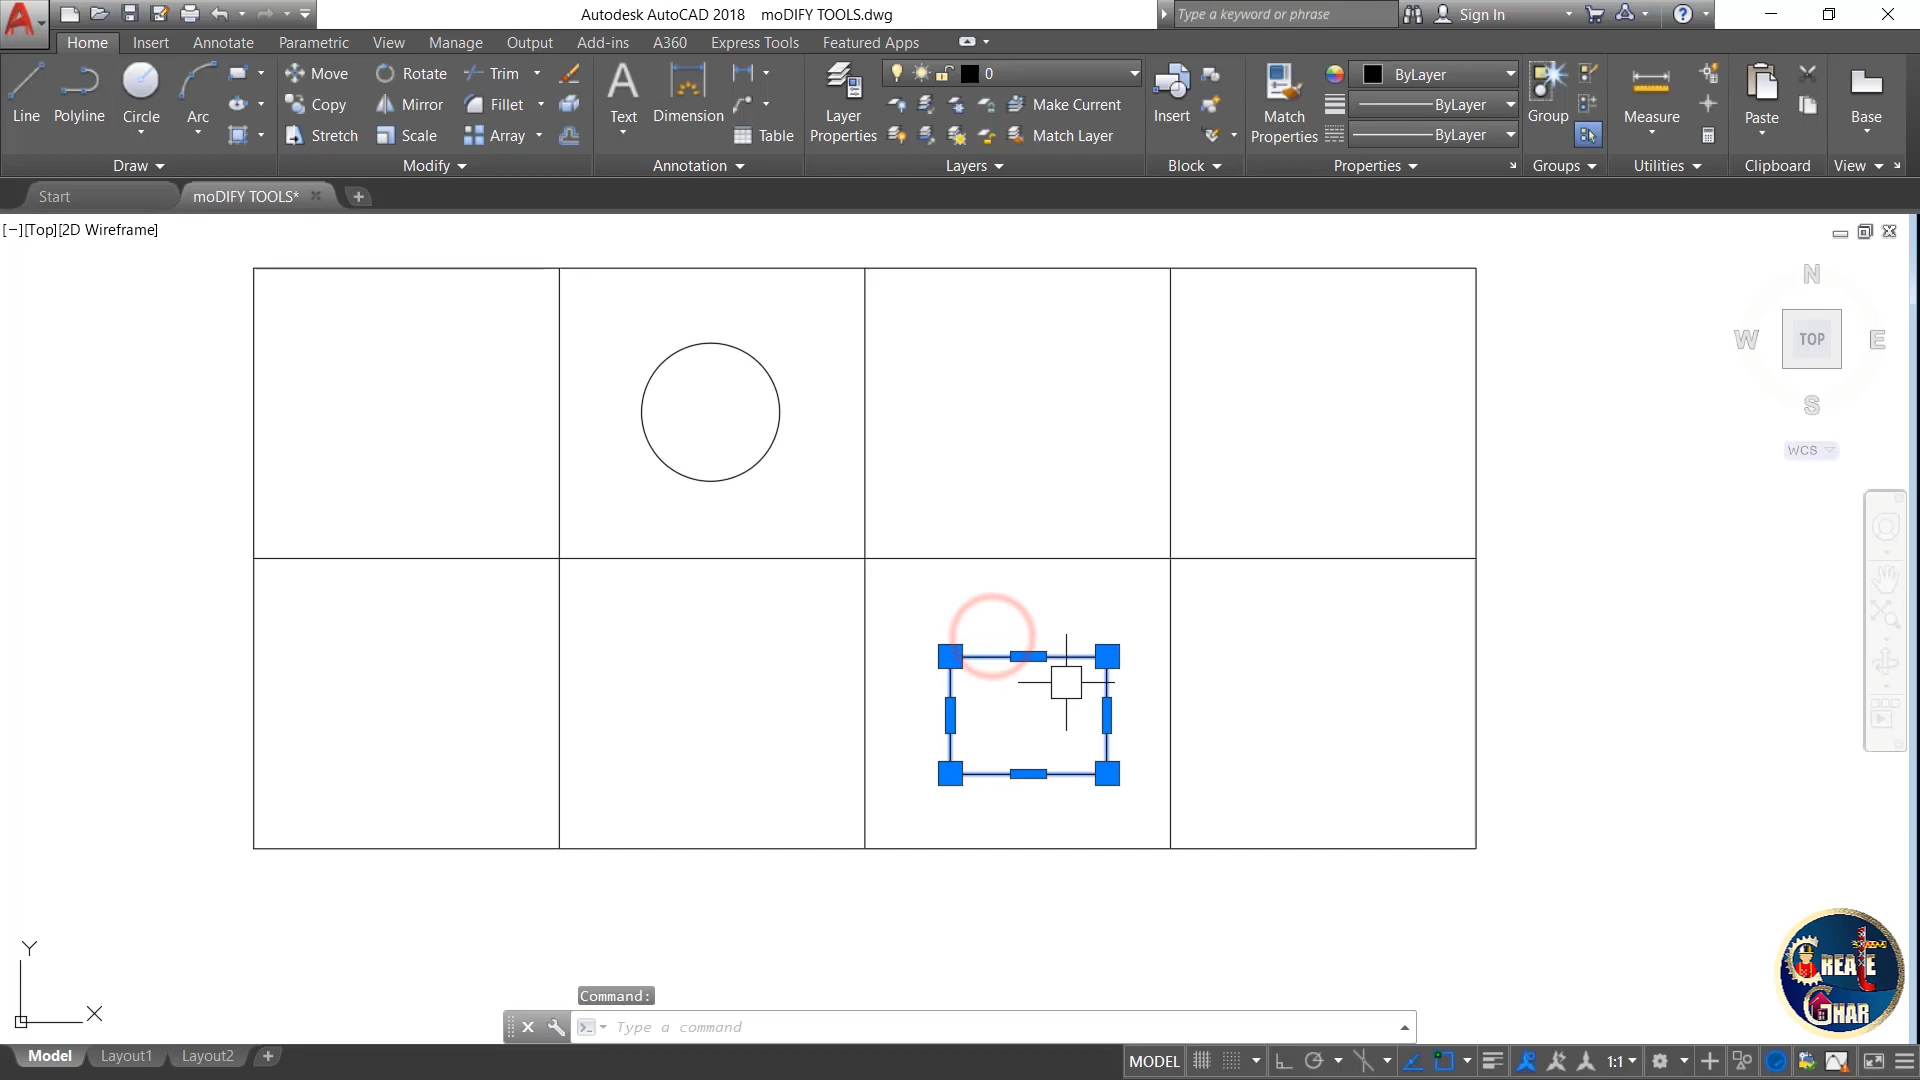 Autodesk AutoCAD 2018 moDIFY TOOLS.dwg
Type a keyword or phrase
Sign In
Home Insert Annotate Parametric View Manage Output Add-ins A360 Express Tools Featured Apps
Line Polyline Circle Arc
Move Rotate Trim
Copy Mirror Fillet
Stretch Scale Array
Text Dimension Table
Layer Properties
0
Make Current
Match Layer
Insert
Match Properties
ByLayer
ByLayer
ByLayer
Group
Measure
Paste
Base
Draw Modify Annotation Layers Block Properties Groups Utilities Clipboard View
Start moDIFY TOOLS*
[−][Top][2D Wireframe]
N
W TOP E
S
WCS
Y
X
CREATE
GHAR
Command:
Type a command
Model Layout1 Layout2
MODEL 1:1